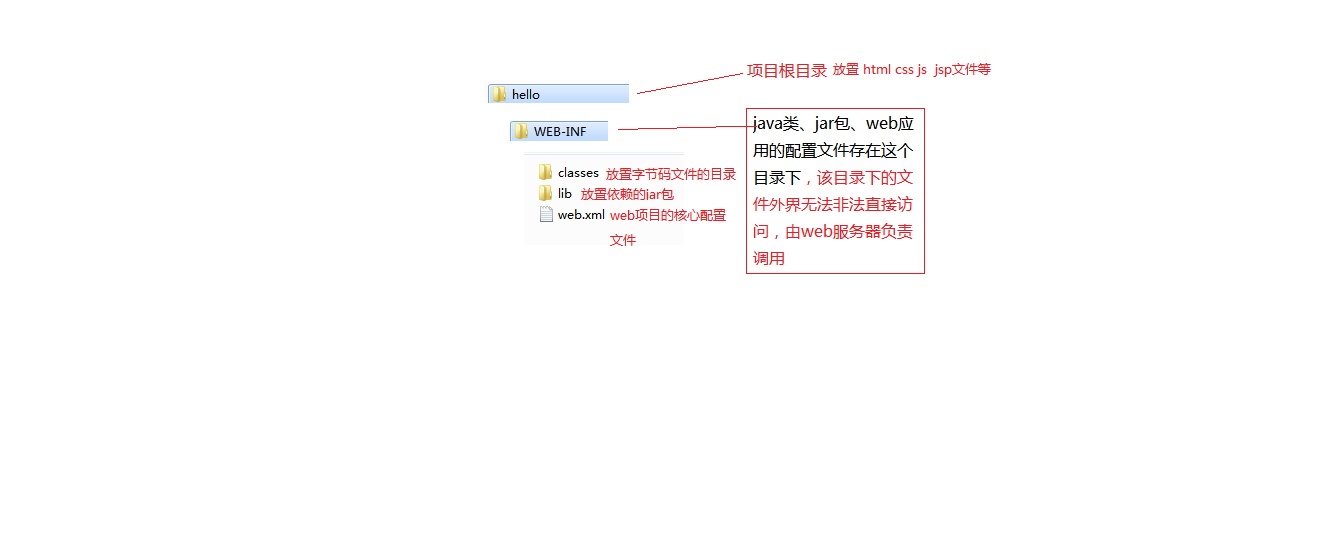 项目根目录 放置 html css js jsp文件等
hello
WEB-INF
java类、jar包、web应
用的配置文件存在这个
目录下，该目录下的文
件外界无法非法直接访
问，由web服务器负责
调用
classes 放置字节码文件的目录
lib 放置依赖的jar包
web.xml web项目的核心配置
文件